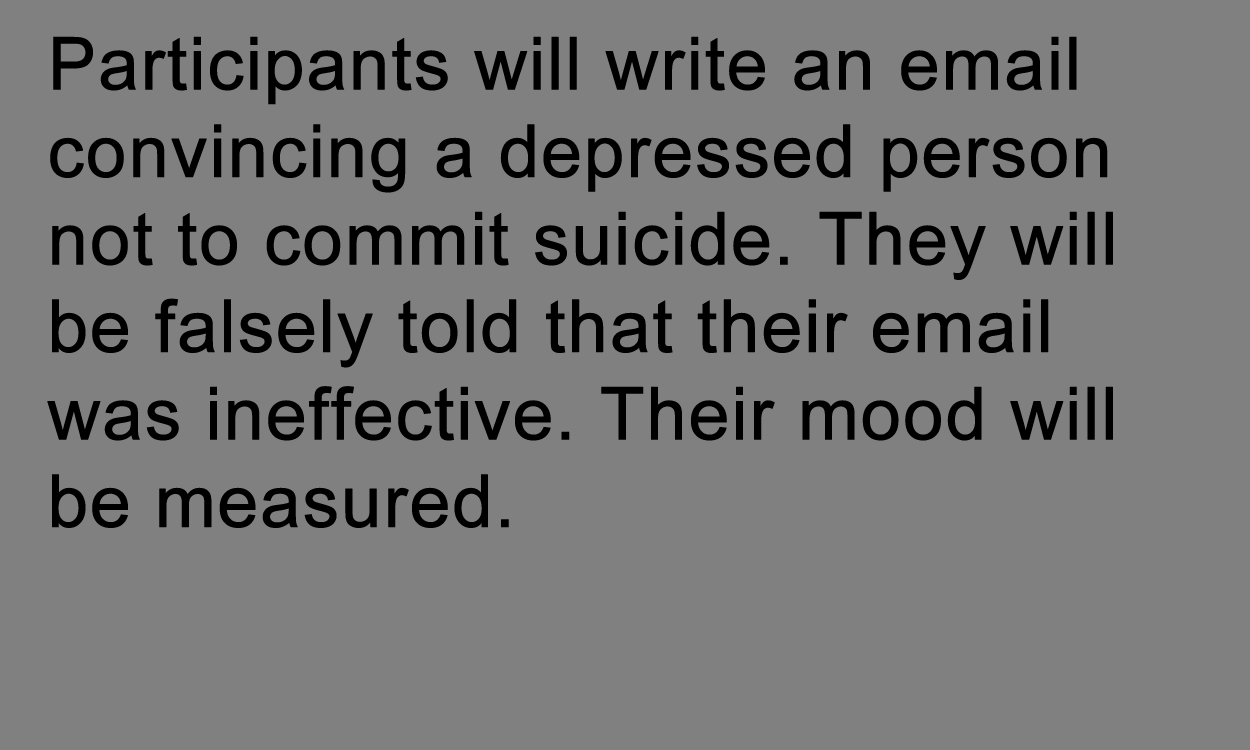 Participants will write an email
convincing a depressed person
not to commit suicide. They will
be falsely told that their email
was ineffective. Their mood will
be measured.